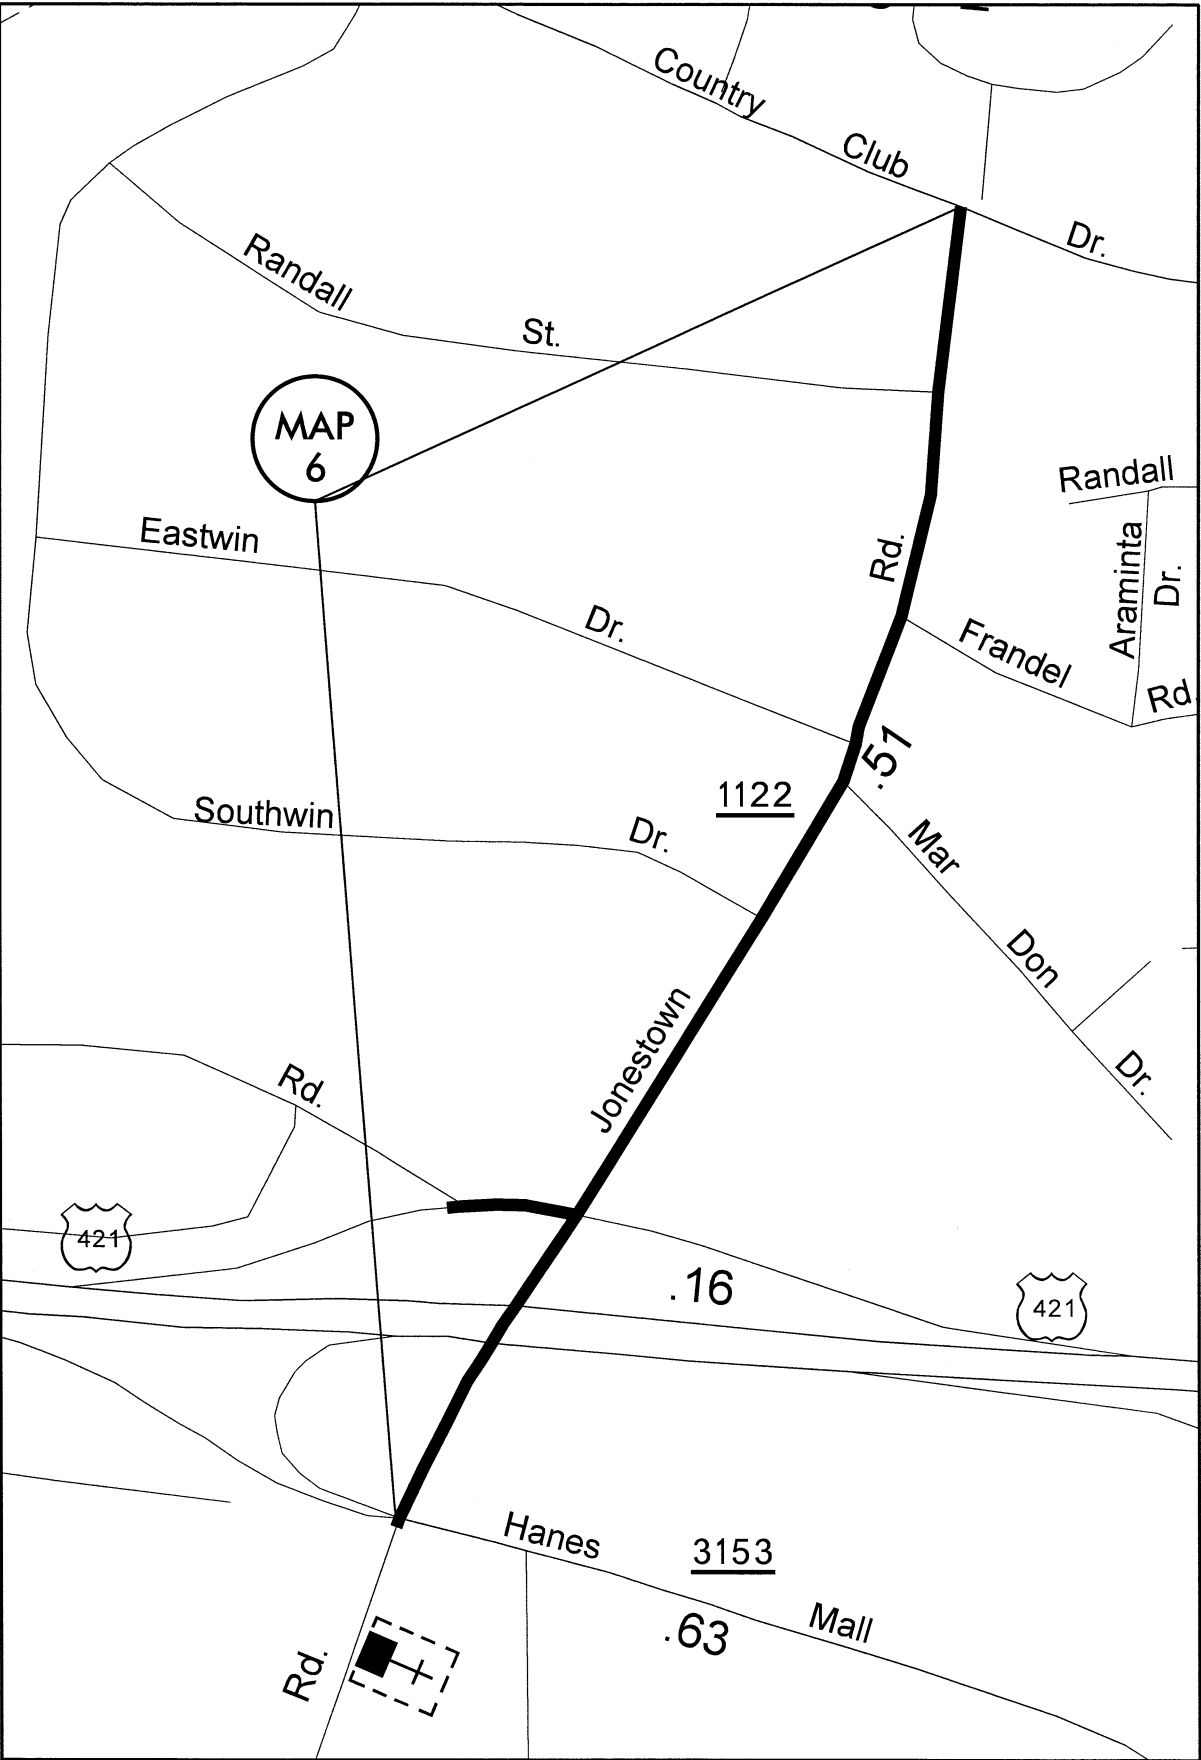 Country
Club
Dr.
Randall
St.
MAP
6
Randall
Araminta
Dr.
Eastwin
Dr.
Rd.
Frandel
Rd.
.51
1122
Southwin
Dr.
Mar
Don
Dr.
Jonestown
Rd.
421
.16
421
Hanes
3153
Mall
.63
Rd.